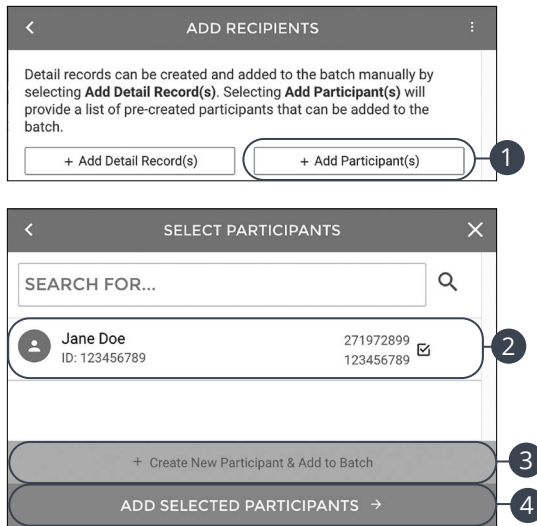 ADD RECIPIENTS
Detail records can be created and added to the batch manually by
selecting Add Detail Record(s). Selecting Add Participant(s) will
provide a list of pre-created participants that can be added to the
batch.
+ Add Detail Record(s)
+ Add Participant(s)
1
SELECT PARTICIPANTS
SEARCH FOR...
Jane Doe
271972899
ID: 123456789
123456789
2
+ Create New Participant & Add to Batch
3
ADD SELECTED PARTICIPANTS →
4